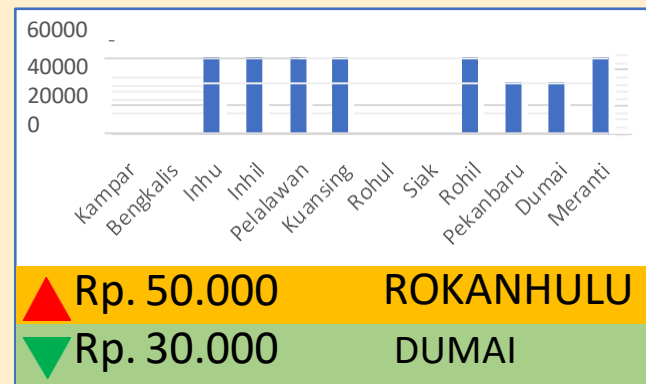 60000
40000
20000
0
-
Kampar
Bengkalis
Inhu
Inhil
Pelalawan
Kuansing
Rohul
Siak
Rohil
Pekanbaru
Dumai
Meranti
Rp. 50.000 ROKANHULU
Rp. 30.000 DUMAI